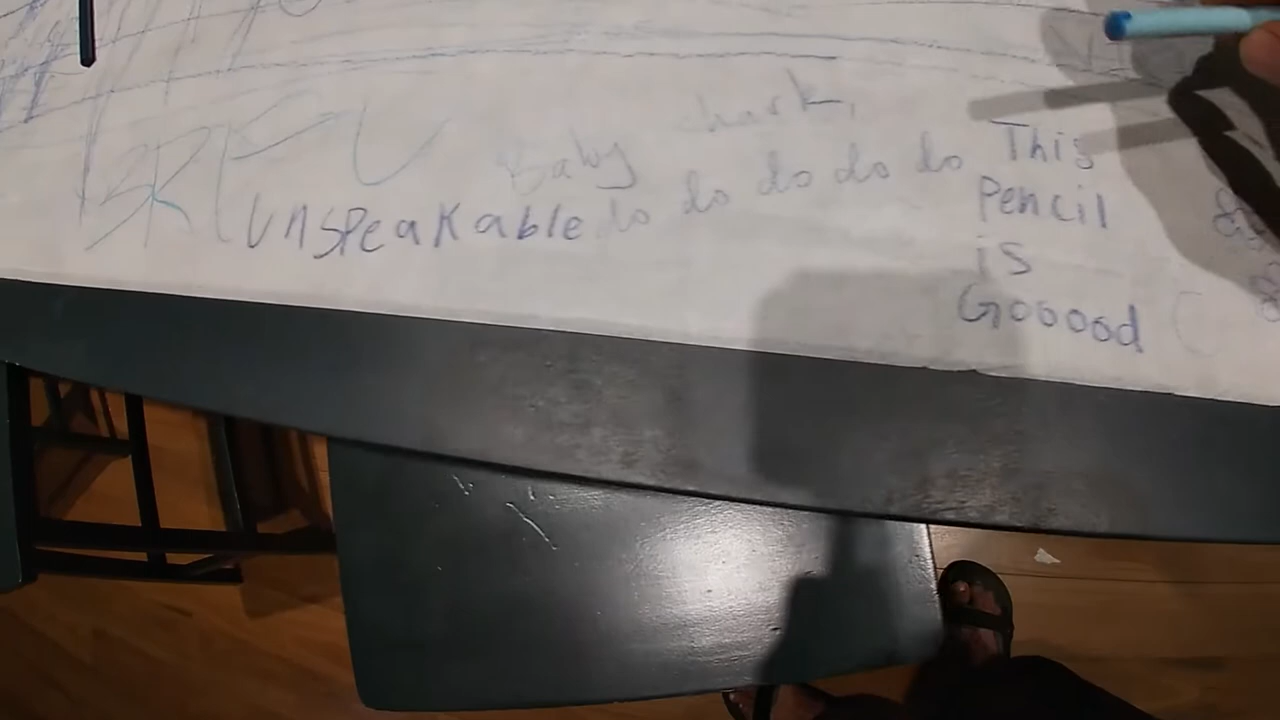 Baby shark,
do do do do do
unspeakable
This
Pencil
is
Gooood